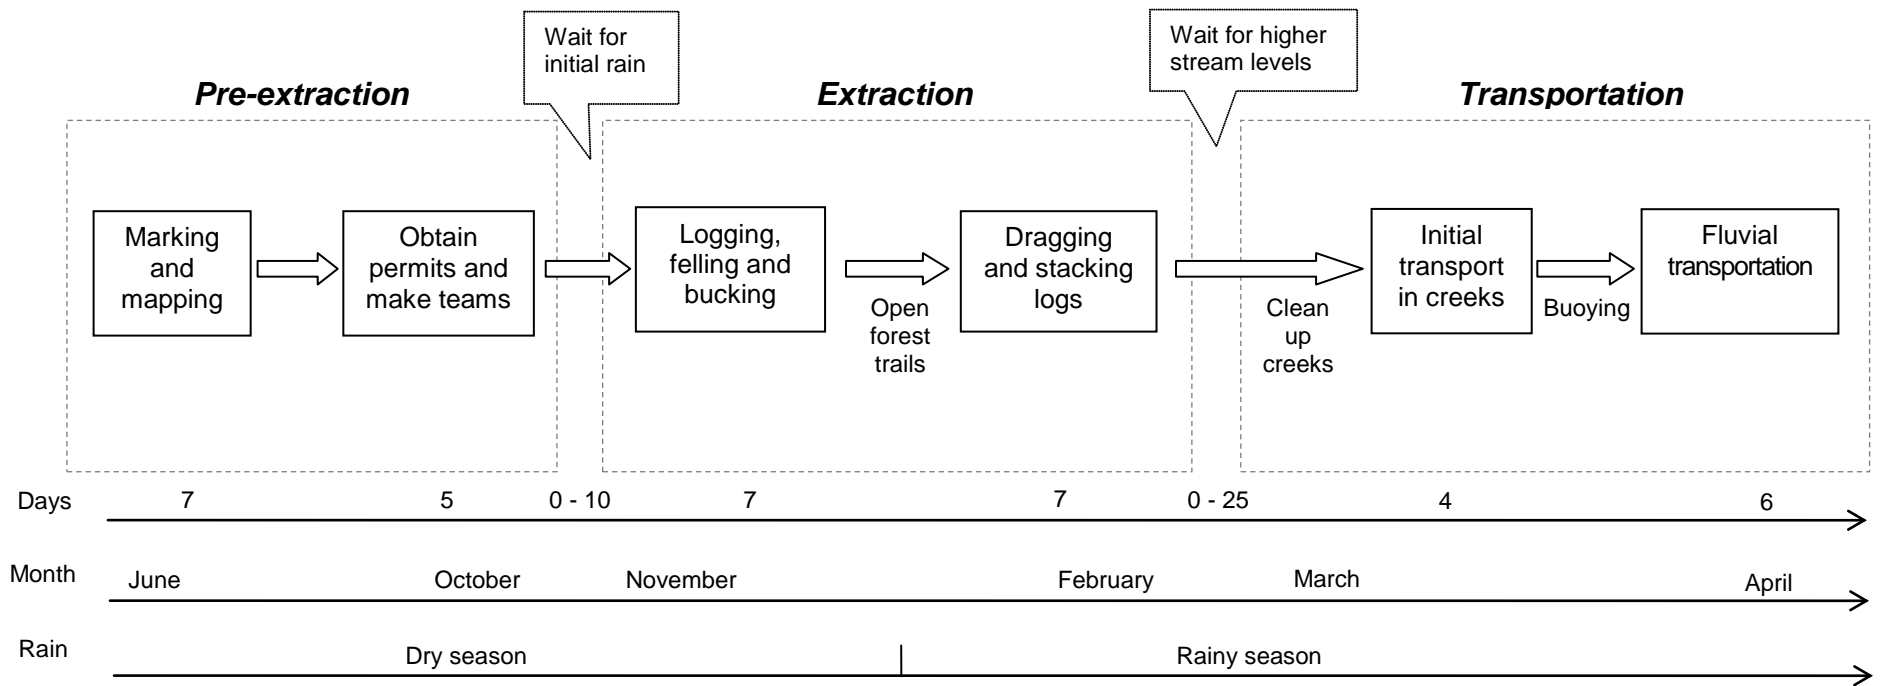 Wait for
initial rain
Wait for higher
stream levels
Pre-extraction
Extraction
Transportation
Marking
and
mapping
Obtain
permits and
make teams
Logging,
felling and
bucking
Open
forest
trails
Dragging
and stacking
logs
Clean
up
creeks
Initial
transport
in creeks
Buoying
Fluvial
transportation
Days 7 5 0 - 10 7 7 0 - 25 4 6
Month June October November February March April
Rain Dry season Rainy season